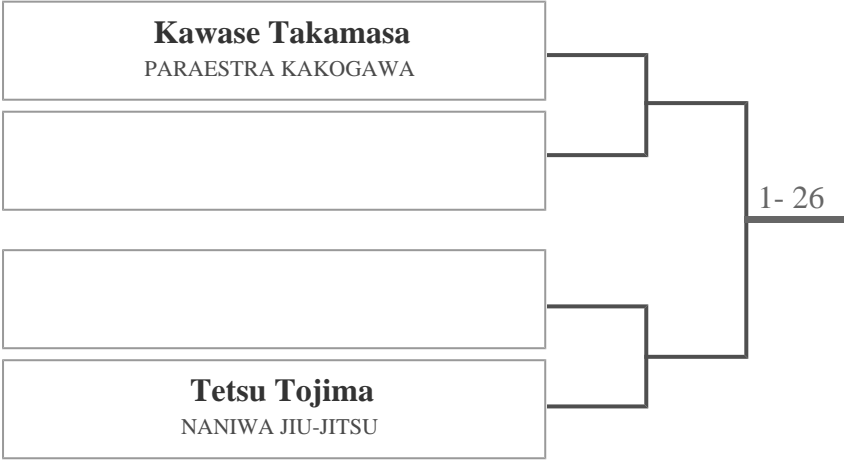 Kawase Takamasa
PARAESTRA KAKOGAWA
1- 26
Tetsu Tojima
NANIWA JIU-JITSU